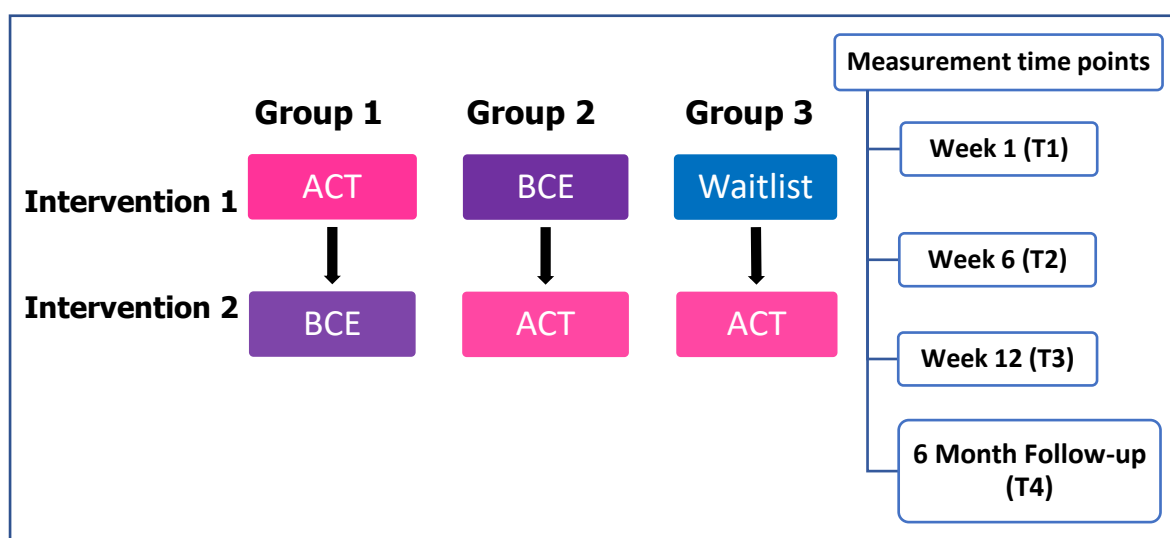 Measurement time points
Group 1
Group 2
Group 3
Intervention 1
ACT
BCE
Waitlist
Intervention 2
BCE
ACT
ACT
Week 1 (T1)
Week 6 (T2)
Week 12 (T3)
6 Month Follow-up
(T4)